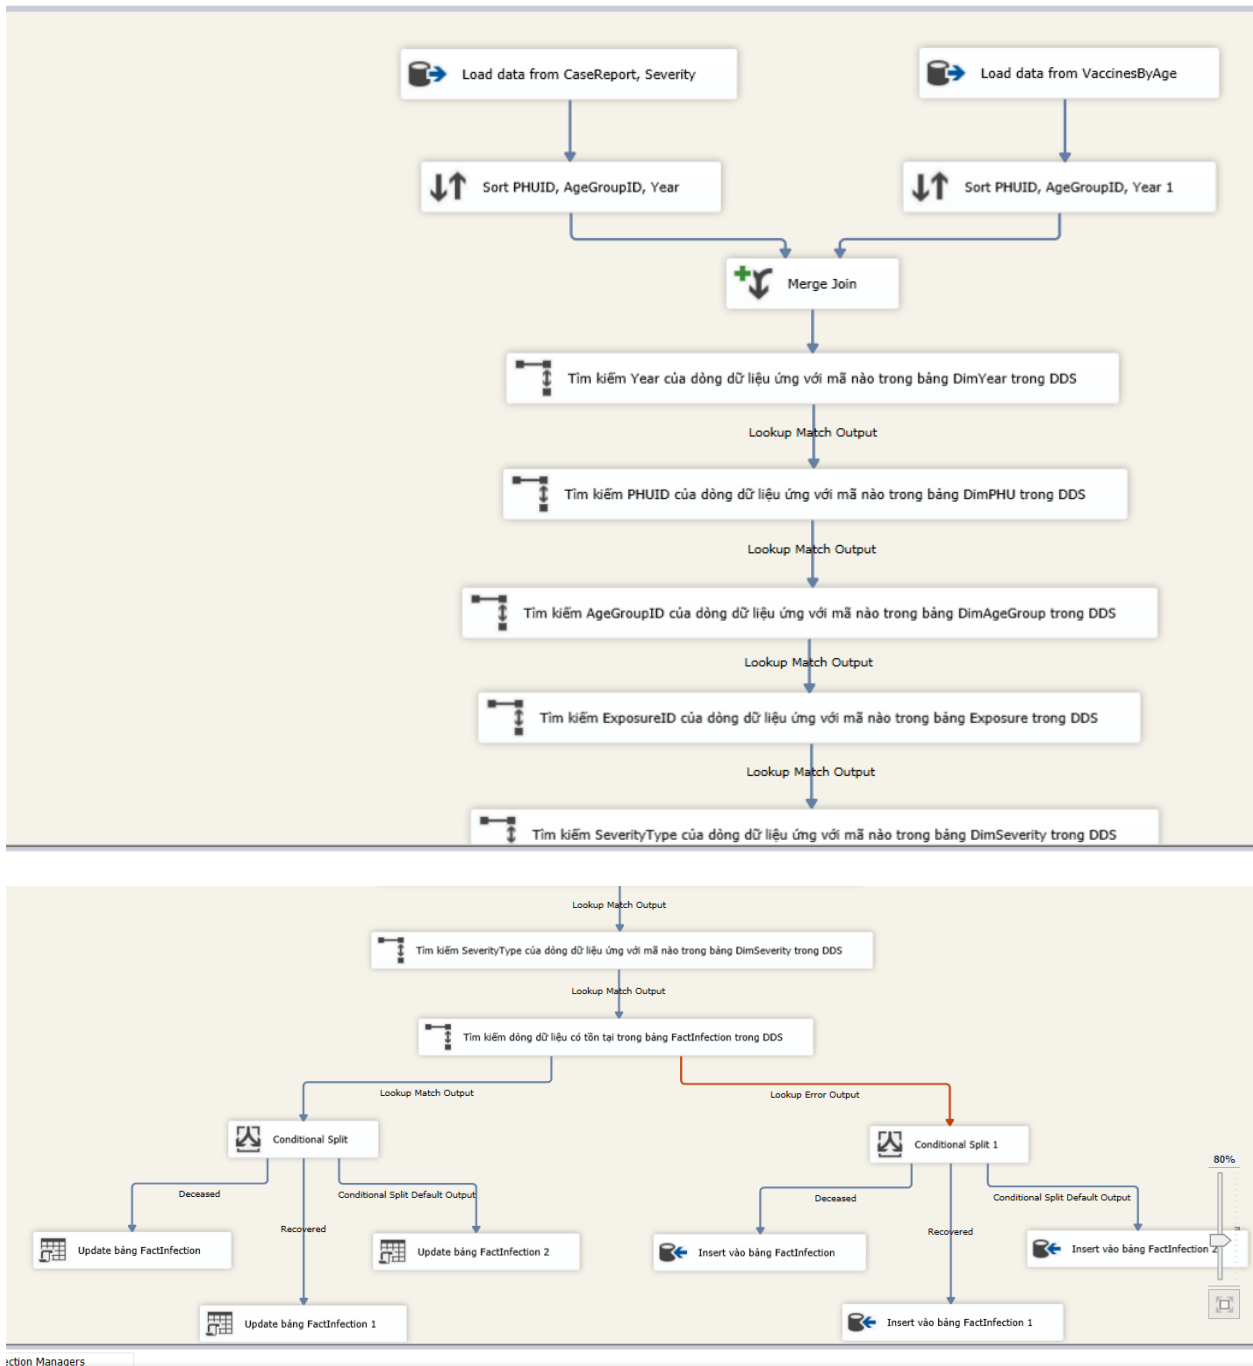 Load data from CaseReport, Severity
Load data from VaccinesByAge
Sort PHUID, AgeGroupID, Year
Sort PHUID, AgeGroupID, Year 1
Merge Join
Tìm kiếm Year của dòng dữ liệu ứng với mã nào trong bảng DimYear trong DDS
Lookup Match Output
Tìm kiếm PHUID của dòng dữ liệu ứng với mã nào trong bảng DimPHU trong DDS
Lookup Match Output
Tìm kiếm AgeGroupID của dòng dữ liệu ứng với mã nào trong bảng DimAgeGroup trong DDS
Lookup Match Output
Tìm kiếm ExposureID của dòng dữ liệu ứng với mã nào trong bảng Exposure trong DDS
Lookup Match Output
Tìm kiếm SeverityType của dòng dữ liệu ứng với mã nào trong bảng DimSeverity trong DDS
Lookup Match Output
Tìm kiếm SeverityType của dòng dữ liệu ứng với mã nào trong bảng DimSeverity trong DDS
Lookup Match Output
Tìm kiếm dòng dữ liệu có tồn tại trong bảng FactInfection trong DDS
Lookup Match Output
Lookup Error Output
Conditional Split
Conditional Split 1
80%
Deceased
Conditional Split Default Output
Deceased
Conditional Split Default Output
Recovered
Recovered
Update bảng FactInfection
Update bảng FactInfection 2
Insert vào bảng FactInfection
Insert vào bảng FactInfection 2
Update bảng FactInfection 1
Insert vào bảng FactInfection 1
ection Managers